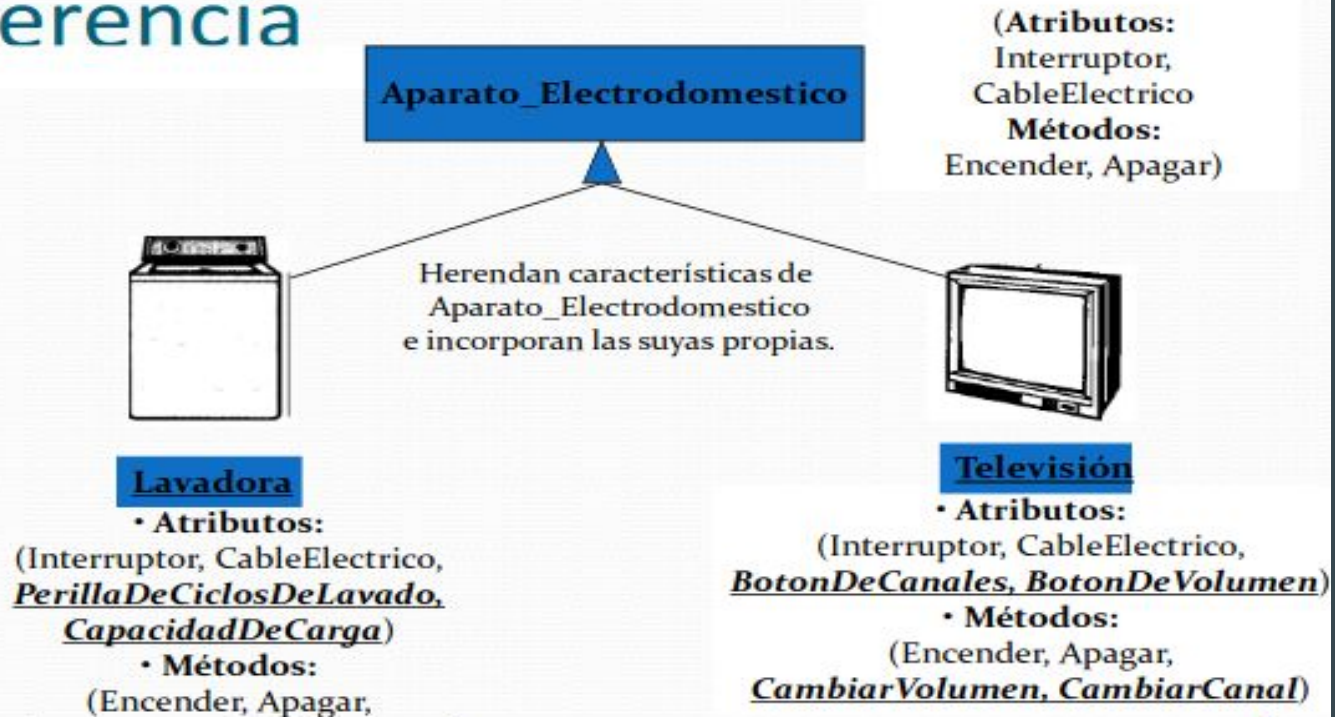 erencia
Aparato_Electrodomestico
(Atributos:
Interruptor,
CableElectrico
Métodos:
Encender, Apagar)
Herendan características de
Aparato_Electrodomestico
e incorporan las suyas propias.
Lavadora
• Atributos:
(Interruptor, CableElectrico,
PerillaDeCiclosDeLavado,
CapacidadDeCarga)
• Métodos:
(Encender, Apagar,
Televisión
• Atributos:
(Interruptor, CableElectrico,
BotonDeCanales, BotonDeVolumen)
• Métodos:
(Encender, Apagar,
CambiarVolumen, CambiarCanal)